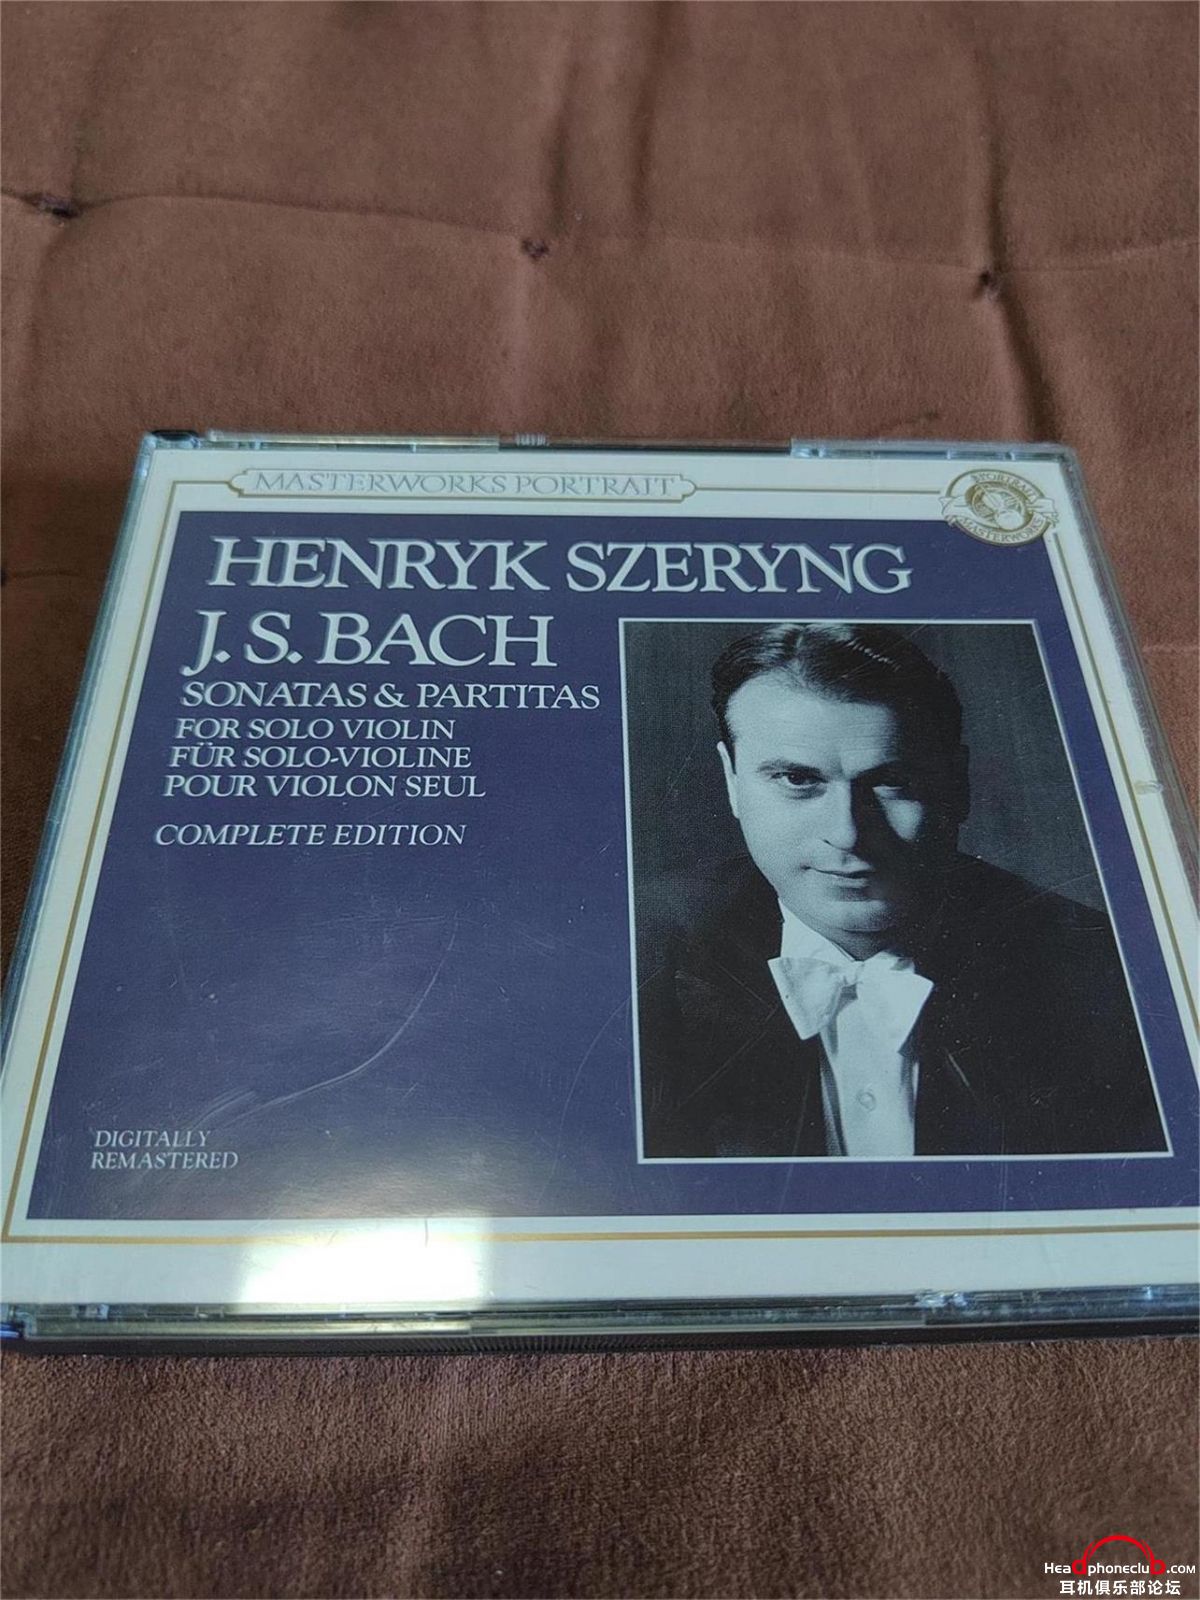 MASTERWORKS PORTRAIT
PORTRAIT
MASTERWORKS
HENRYK SZERYNG
J. S. BACH
SONATAS & PARTITAS
FOR SOLO VIOLIN
FÜR SOLO-VIOLINE
POUR VIOLON SEUL
COMPLETE EDITION
DIGITALLY
REMASTERED
Headphoneclub.com
耳机俱乐部论坛